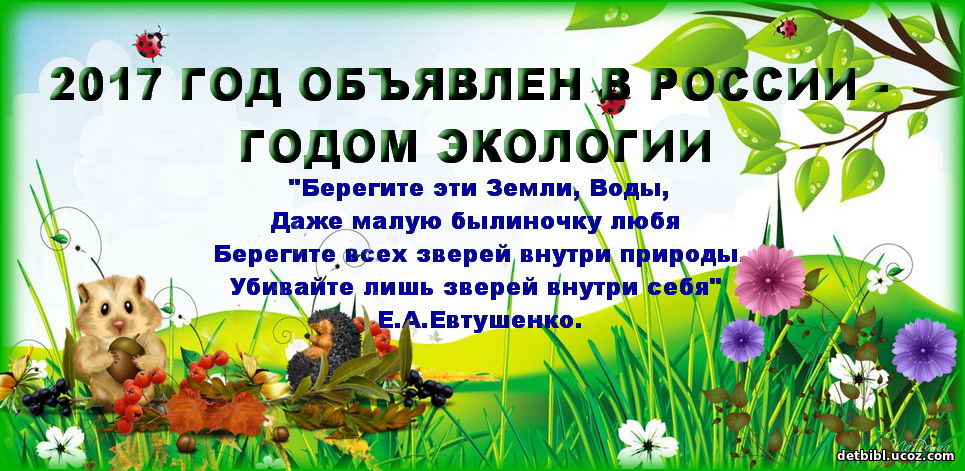 2017 ГОД ОБЪЯВЛЕН В РОССИИ -
ГОДОМ ЭКОЛОГИИ
"Берегите эти Земли, Воды,
Даже малую былиночку любя
Берегите всех зверей внутри природы
Убивайте лишь зверей внутри себя"
Е.А.Евтушенко.
detbibl.ucoz.com